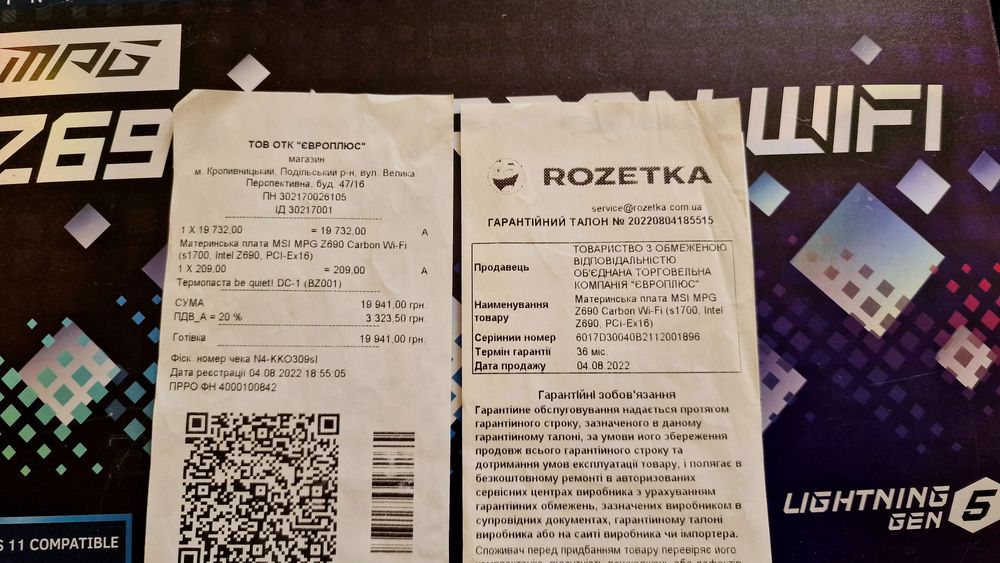 MPG
Z69
WIFI
ТОВ ОТК "ЄВРОПЛЮС"
магазин
м. Кропивницький, Подільський р-н, вул. Велика
Перспективна, буд. 47/16
ПН 302170026105
ІД 30217001
1 X 19 732,00 = 19 732,00 А
Материнська плата MSI MPG Z690 Carbon Wi-Fi
(s1700, Intel Z690, PCI-Ex16)
1 X 209,00 = 209,00 А
Термопаста be quiet! DC-1 (BZ001)
СУМА 19 941,00 грн.
ПДВ_А = 20 % 3 323,50 грн.
Готівка 19 941,00 грн.
Фіск. номер чека N4-KKO309sI
Дата реєстрації 04.08.2022 18:55:05
ПРРО ФН 4000100842
ROZETKA
service@rozetka.com.ua
ГАРАНТІЙНИЙ ТАЛОН № 20220804185515
Продавець ТОВАРИСТВО З ОБМЕЖЕНОЮ
ВІДПОВІДАЛЬНІСТЮ
ОБ'ЄДНАНА ТОРГОВЕЛЬНА
КОМПАНІЯ "ЄВРОПЛЮС"
Найменування товару Материнська плата MSI MPG
Z690 Carbon Wi-Fi (s1700, Intel
Z690, PCI-Ex16)
Серійний номер 6017D30040B2112001896
Термін гарантії 36 міс.
Дата продажу 04.08.2022
Гарантійні зобов'язання
Гарантійне обслуговування надається протягом
гарантійного строку, зазначеного в даному
гарантійному талоні, за умови його збереження
продовж всього гарантійного строку та
дотримання умов експлуатації товару, і полягає в
безкоштовному ремонті в авторизованих
сервісних центрах виробника з урахуванням
гарантійних обмежень, зазначених виробником в
супровідних документах, гарантійному талоні
виробника або на сайті виробника чи імпортера.
Споживач перед придбанням товару перевіряє його
LIGHTNING
GEN 5
S 11 COMPATIBLE